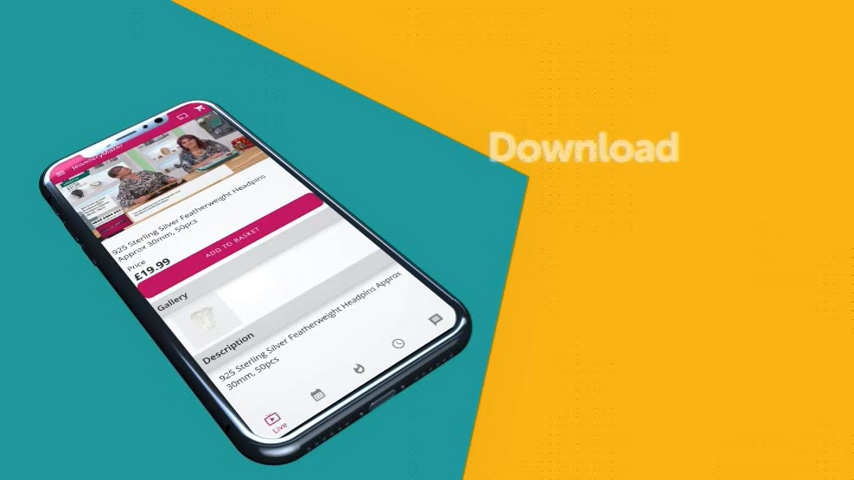 JewelleryMaker
925 Sterling Silver Featherweight Headpins
Approx 30mm, 50pcs
Price
£19.99
ADD TO BASKET
Gallery
Description
925 Sterling Silver Featherweight Headpins Approx
30mm, 50pcs
Live
Download